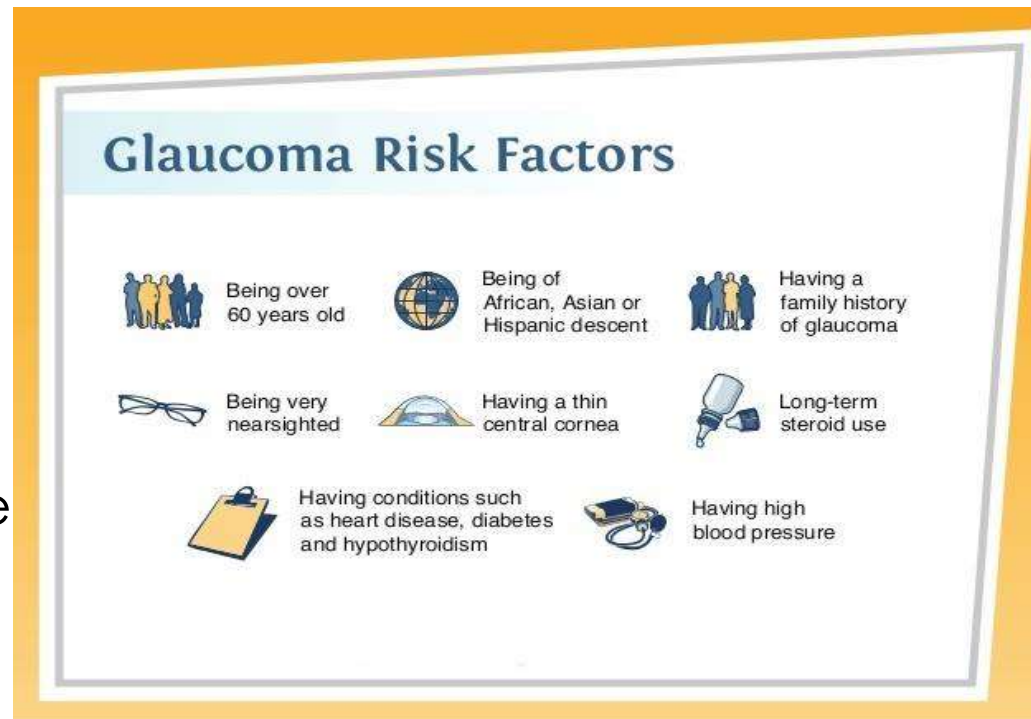 Glaucoma Risk Factors
Being over
60 years old
Being of
African, Asian or
Hispanic descent
Having a
family history
of glaucoma
Being very
nearsighted
Having a thin
central cornea
Long-term
steroid use
e
Having conditions such
as heart disease, diabetes
and hypothyroidism
Having high
blood pressure